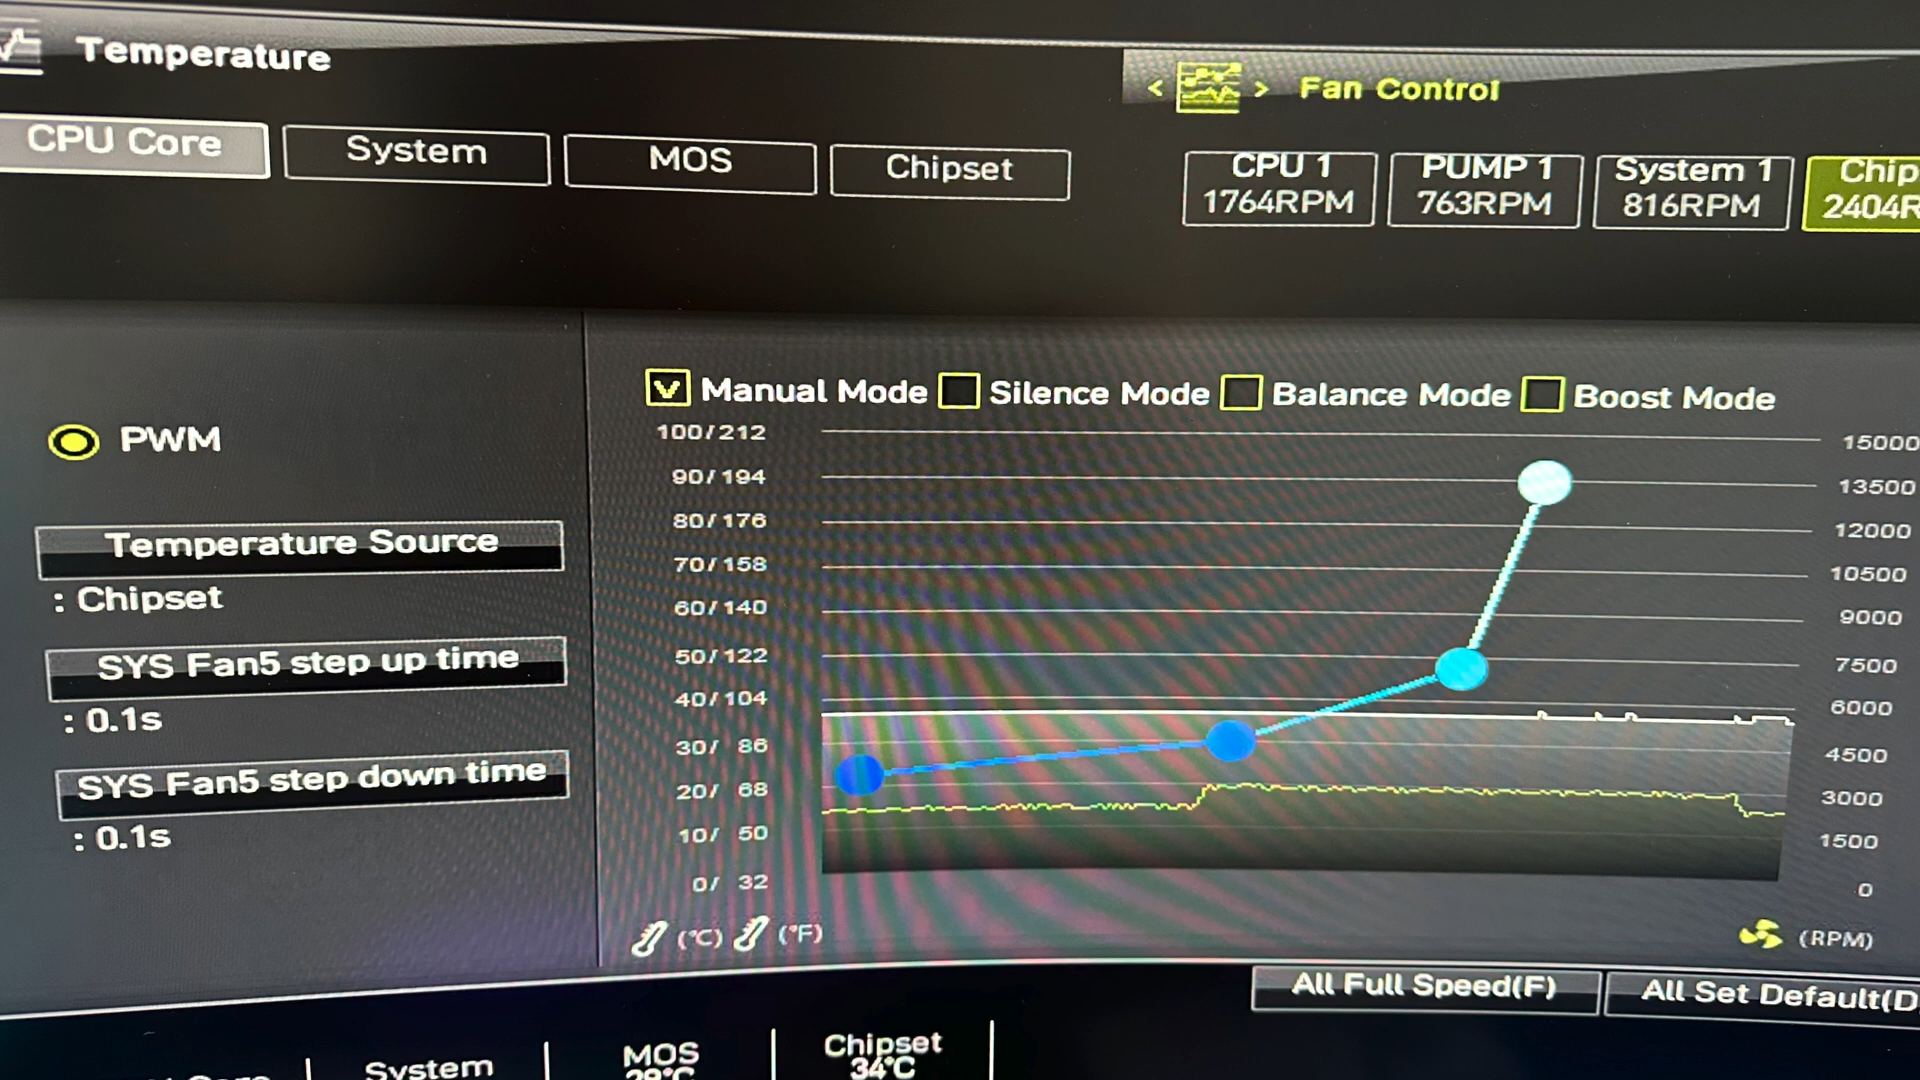 Temperature
Fan Control
CPU Core
System
MOS
Chipset
CPU 1
1764RPM
PUMP 1
763RPM
System 1
816RPM
Chip
2404R
V Manual Mode
Silence Mode
Balance Mode
Boost Mode
PWM
Temperature Source
: Chipset
SYS Fan5 step up time
: 0.1s
SYS Fan5 step down time
: 0.1s
100/212
90/194
80/176
70/158
60/140
50/122
40/104
30/ 86
20/ 68
10/ 50
0/ 32
15000
13500
12000
10500
9000
7500
6000
4500
3000
1500
0
(°C)
(°F)
(RPM)
All Full Speed(F)
All Set Default(D
System
MOS
Chipset
34°C